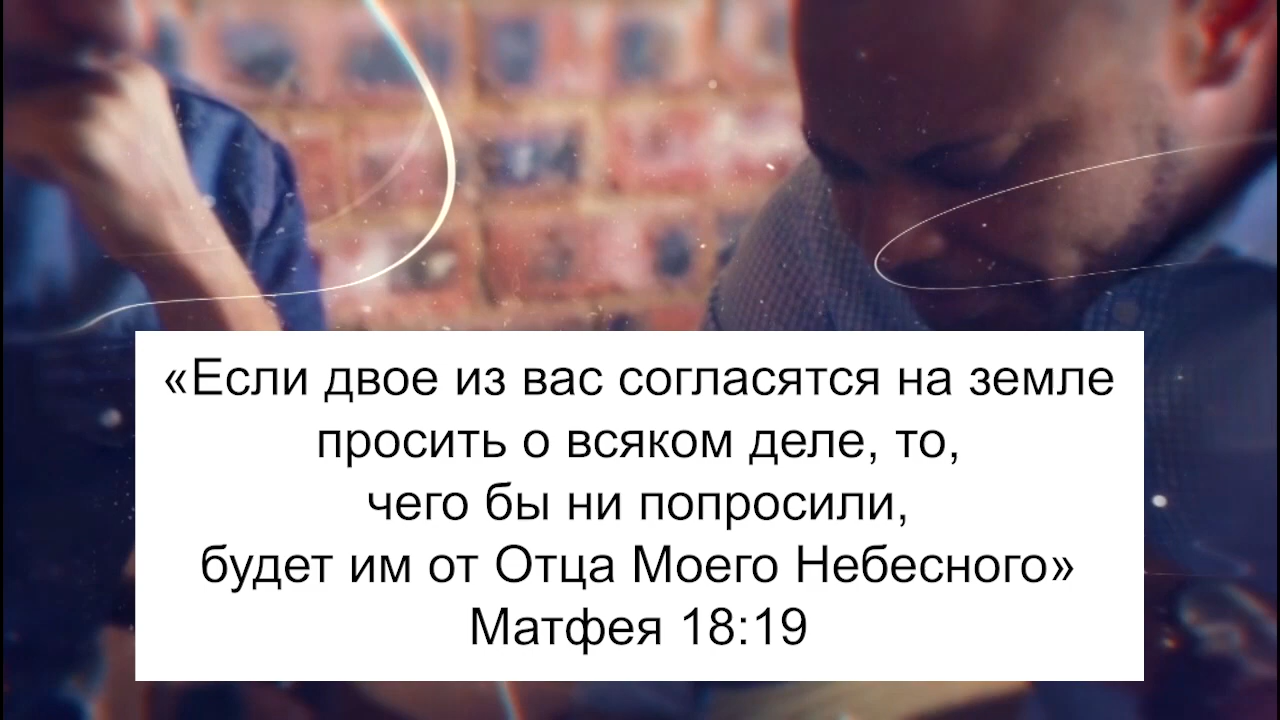 «Если двое из вас согласятся на земле
просить о всяком деле, то,
чего бы ни попросили,
будет им от Отца Моего Небесного»
Матфея 18:19